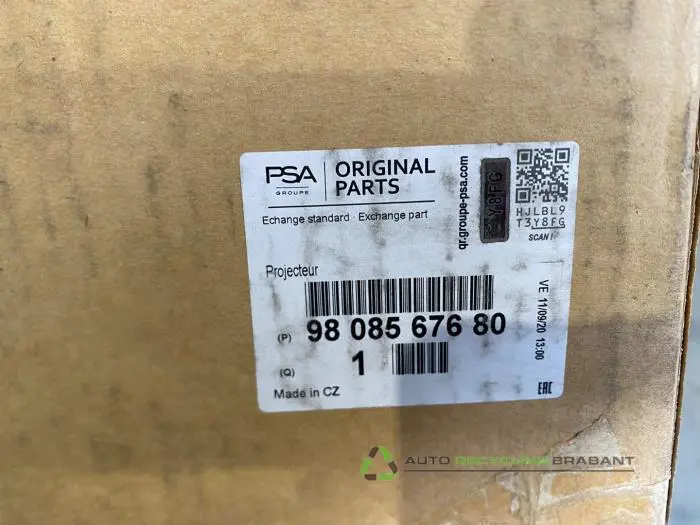 PSA
GROUPE
ORIGINAL
PARTS
Echange standard · Exchange part
qr.groupe-psa.com
Y8FG
HJLBL9
T3Y8FG
SCAN !
Projecteur
(P) 98 085 676 80
(Q) 1
Made in CZ
VE 11/09/20 13:00
EAC
AUTO RECYCLING BRABANT